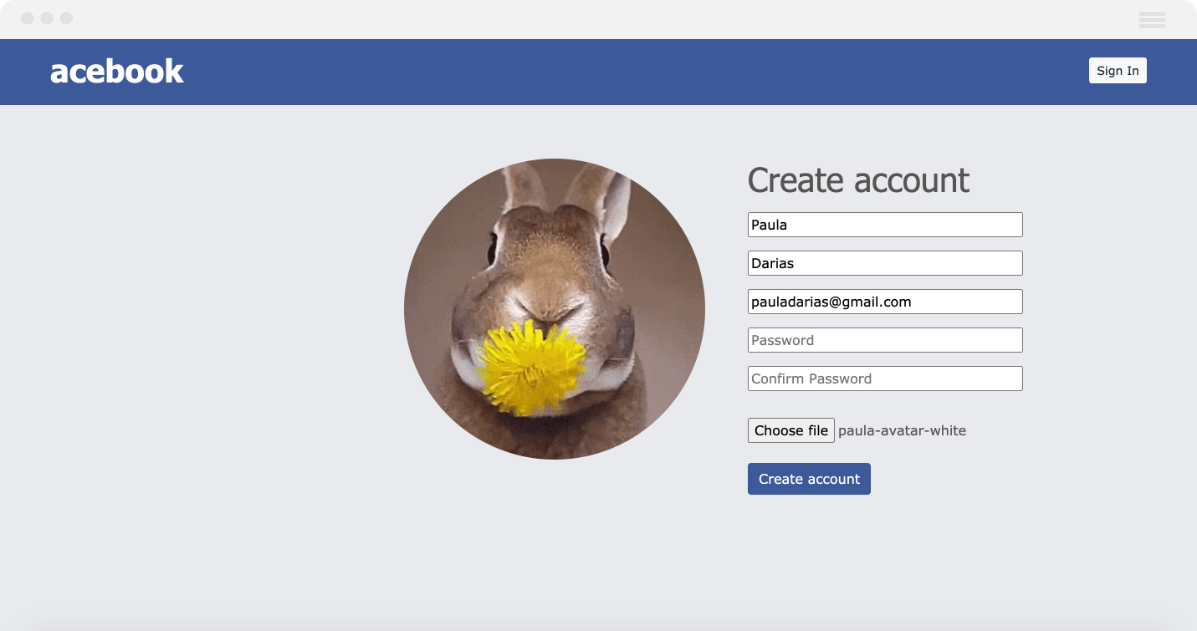 acebook
Sign In
Create account
Paula
Darias
pauladarias@gmail.com
Password
Confirm Password
Choose file paula-avatar-white
Create account